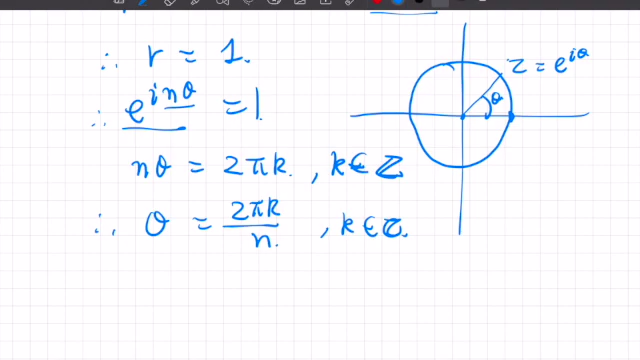 ∴ r = 1.
z = e^{iθ}
θ
∴ e^{inθ} = 1
nθ = 2πk. , k ∈ ℤ
∴ θ = 2πk / n. , k ∈ ℤ.